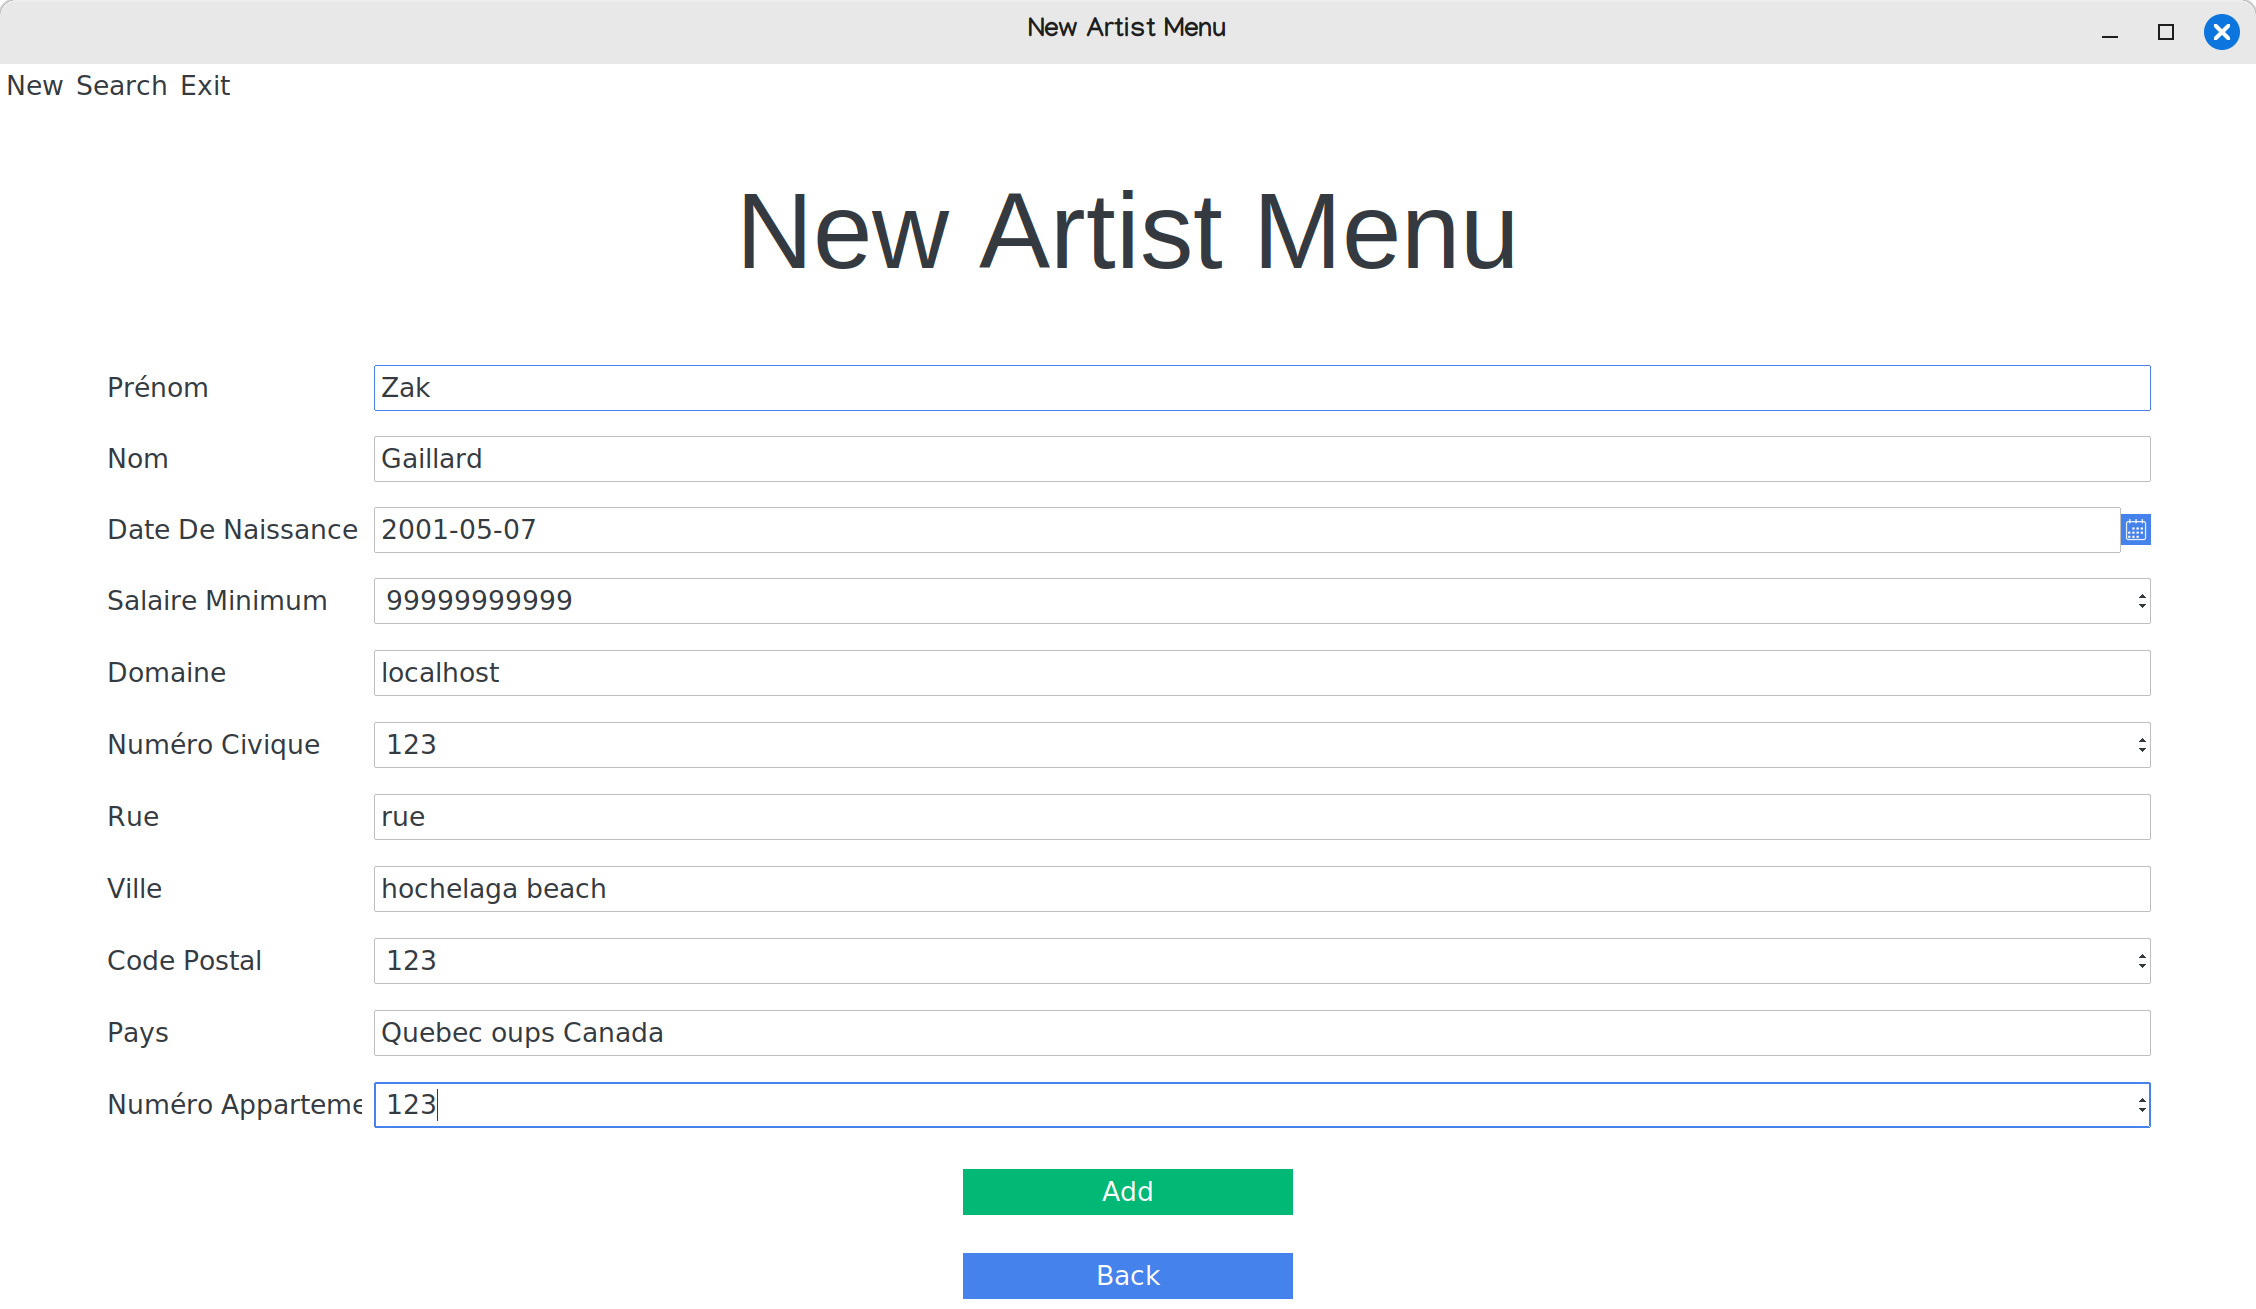 New Artist Menu
New Search Exit
New Artist Menu
Prénom Zak
Nom Gaillard
Date De Naissance 2001-05-07
Salaire Minimum 99999999999
Domaine localhost
Numéro Civique 123
Rue rue
Ville hochelaga beach
Code Postal 123
Pays Quebec oups Canada
Numéro Apparteme 123
Add
Back